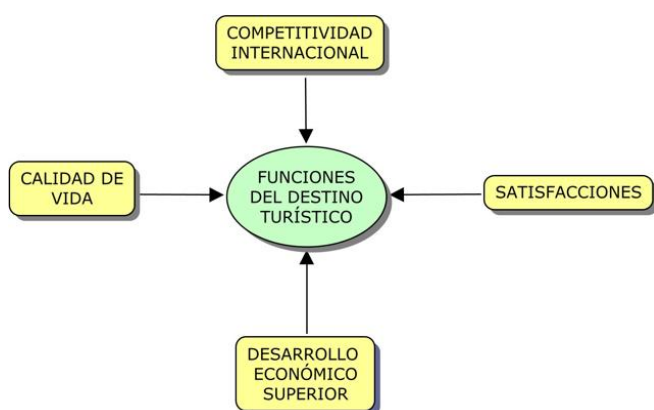 COMPETITIVIDAD
INTERNACIONAL
CALIDAD DE
VIDA
FUNCIONES
DEL DESTINO
TURÍSTICO
SATISFACCIONES
DESARROLLO
ECONÓMICO
SUPERIOR